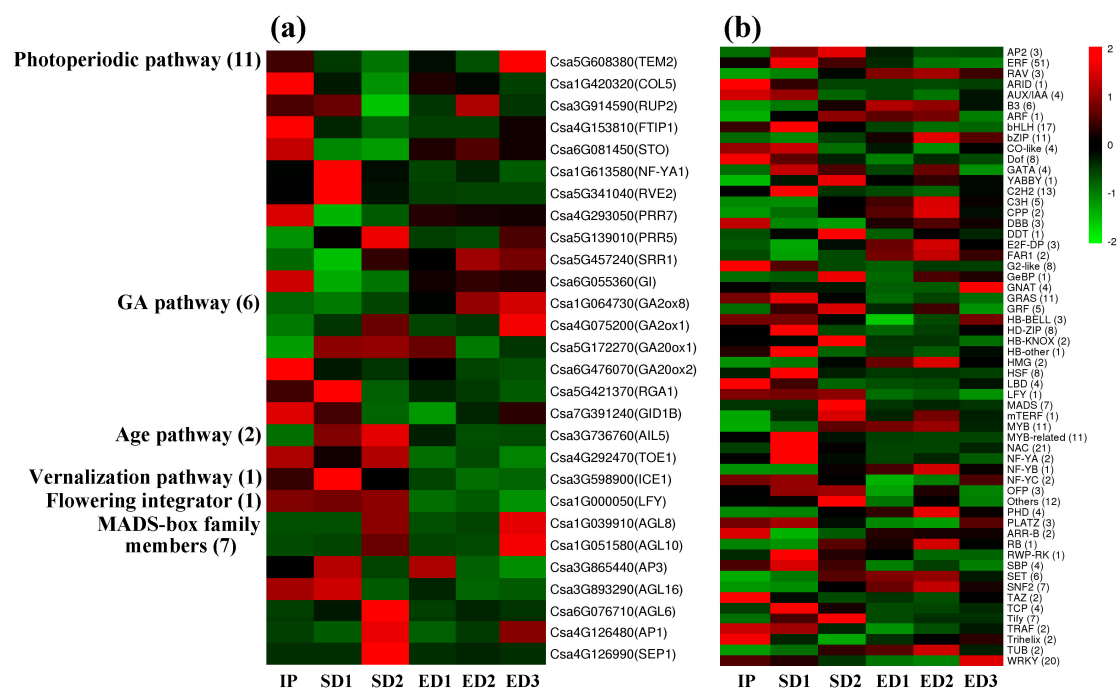 (a)
Photoperiodic pathway (11)
GA pathway (6)
Age pathway (2)
Vernalization pathway (1)
Flowering integrator (1)
MADS-box family
members (7)
Csa5G608380(TEM2)
Csa1G420320(COL5)
Csa3G914590(RUP2)
Csa4G153810(FTIP1)
Csa6G081450(STO)
Csa1G613580(NF-YA1)
Csa5G341040(RVE2)
Csa4G293050(PRR7)
Csa5G139010(PRR5)
Csa5G457240(SRR1)
Csa6G055360(GI)
Csa1G064730(GA2ox8)
Csa4G075200(GA2ox1)
Csa5G172270(GA20ox1)
Csa6G476070(GA20ox2)
Csa5G421370(RGA1)
Csa7G391240(GID1B)
Csa3G736760(AIL5)
Csa4G292470(TOE1)
Csa3G598900(ICE1)
Csa1G000050(LFY)
Csa1G039910(AGL8)
Csa1G051580(AGL10)
Csa3G865440(AP3)
Csa3G893290(AGL16)
Csa6G076710(AGL6)
Csa4G126480(AP1)
Csa4G126990(SEP1)
IP SD1 SD2 ED1 ED2 ED3
(b)
AP2 (3)
ERF (51)
RAV (3)
ARID (1)
AUX/IAA (4)
B3 (6)
ARF (1)
bHLH (17)
bZIP (11)
CO-like (4)
Dof (8)
GATA (4)
YABBY (1)
C2H2 (13)
C3H (5)
CPP (2)
DBB (3)
DDT (1)
E2F-DP (3)
FAR1 (2)
G2-like (8)
GeBP (1)
GNAT (4)
GRAS (11)
GRF (5)
HB-BELL (3)
HD-ZIP (8)
HB-KNOX (2)
HB-other (1)
HMG (2)
HSF (8)
LBD (4)
LFY (1)
MADS (7)
mTERF (1)
MYB (11)
MYB-related (11)
NAC (21)
NF-YA (2)
NF-YB (1)
NF-YC (2)
OFP (3)
Others (12)
PHD (4)
PLATZ (3)
ARR-B (2)
RB (1)
RWP-RK (1)
SBP (4)
SET (6)
SNF2 (7)
TAZ (2)
TCP (4)
Tify (7)
TRAF (2)
Trihelix (2)
TUB (2)
WRKY (20)
IP SD1 SD2 ED1 ED2 ED3
2
1
0
-1
-2